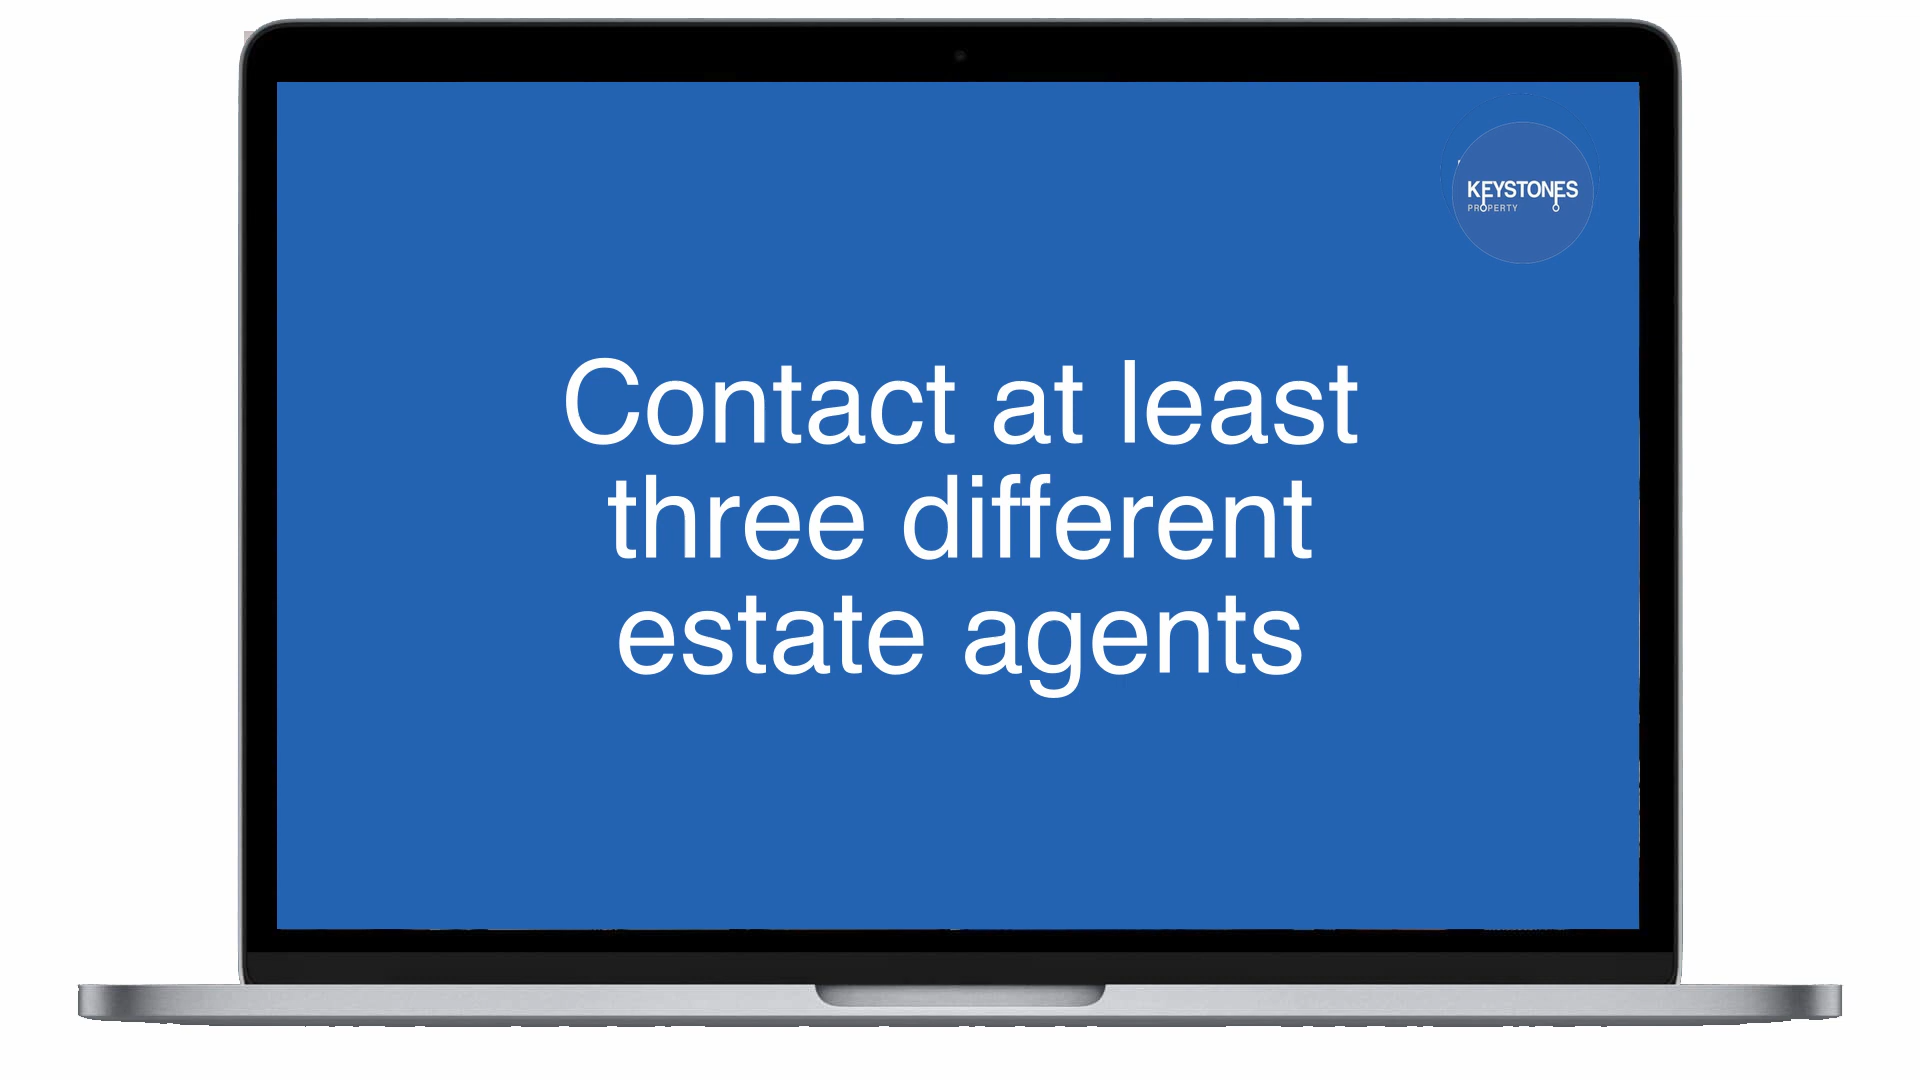 KEYSTONES
PROPERTY
Contact at least
three different
estate agents